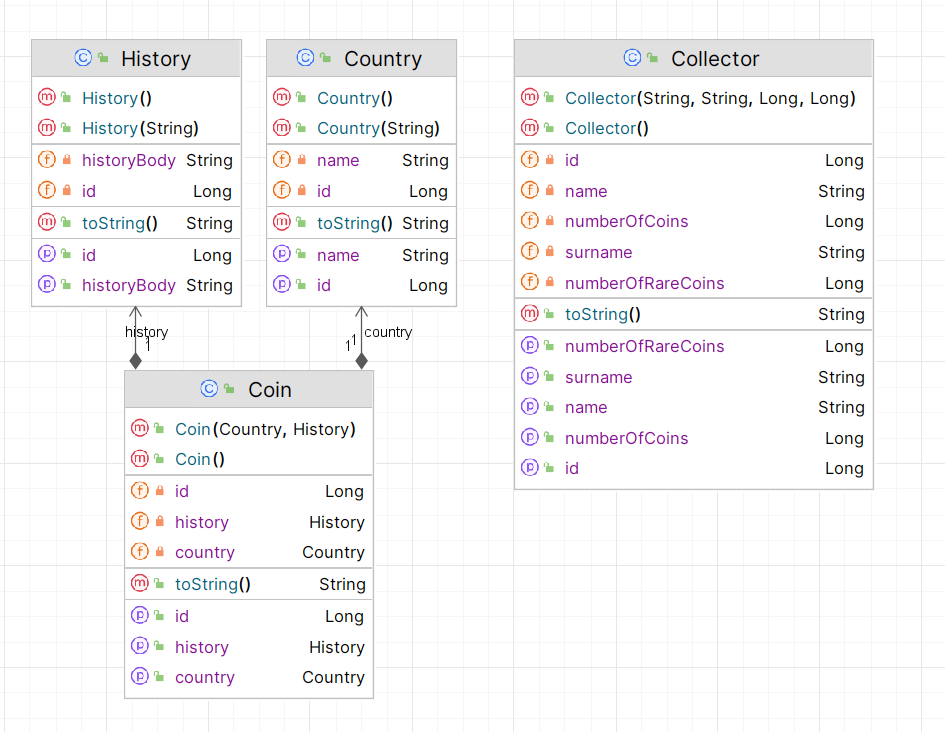 History
History()
History(String)
historyBody String
id Long
toString() String
id Long
historyBody String
Country
Country()
Country(String)
name String
id Long
toString() String
name String
id Long
Collector
Collector(String, String, Long, Long)
Collector()
id Long
name String
numberOfCoins Long
surname String
numberOfRareCoins Long
toString() String
numberOfRareCoins Long
surname String
name String
numberOfCoins Long
id Long
history
1
country
1
1
Coin
Coin(Country, History)
Coin()
id Long
history History
country Country
toString() String
id Long
history History
country Country